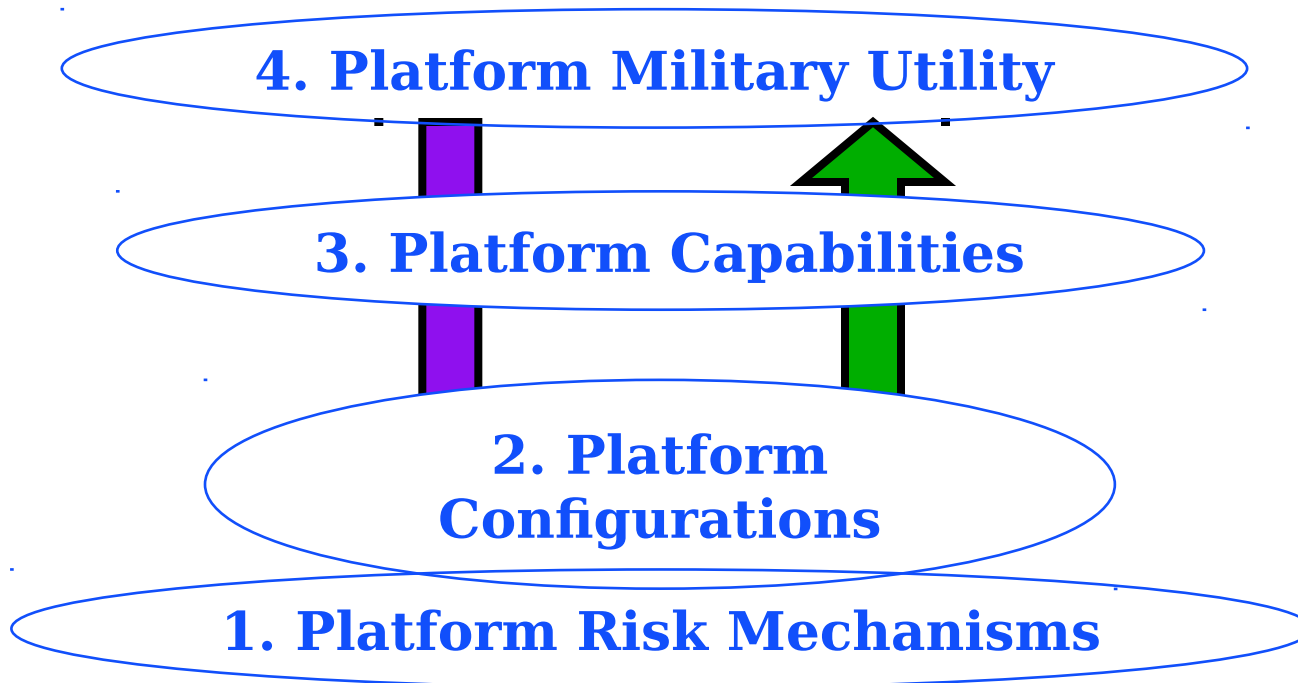 4. Platform Military Utility
3. Platform Capabilities
2. Platform
Configurations
1. Platform Risk Mechanisms